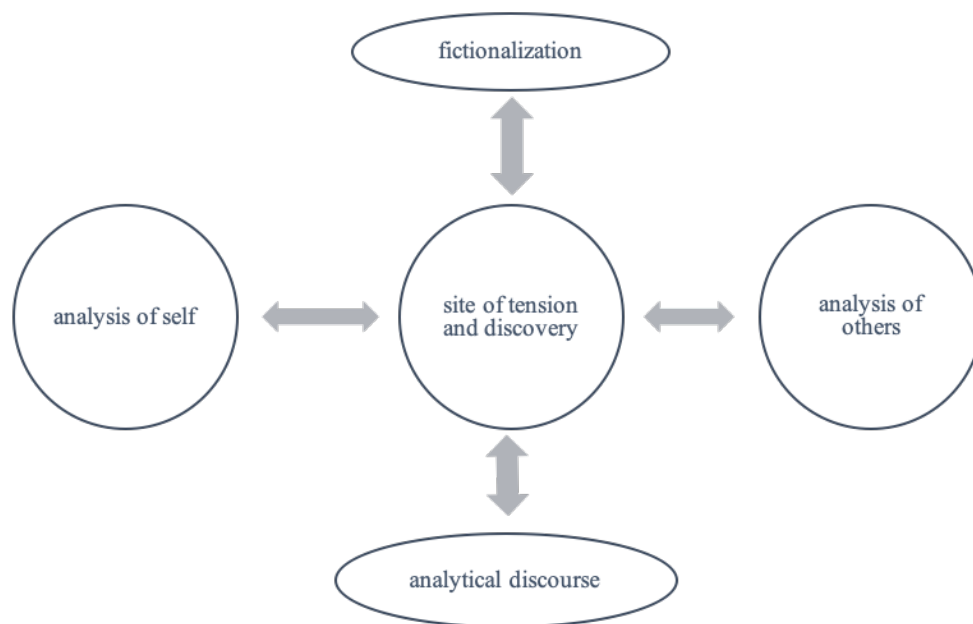 fictionalization
analysis of self
site of tension
and discovery
analysis of
others
analytical discourse